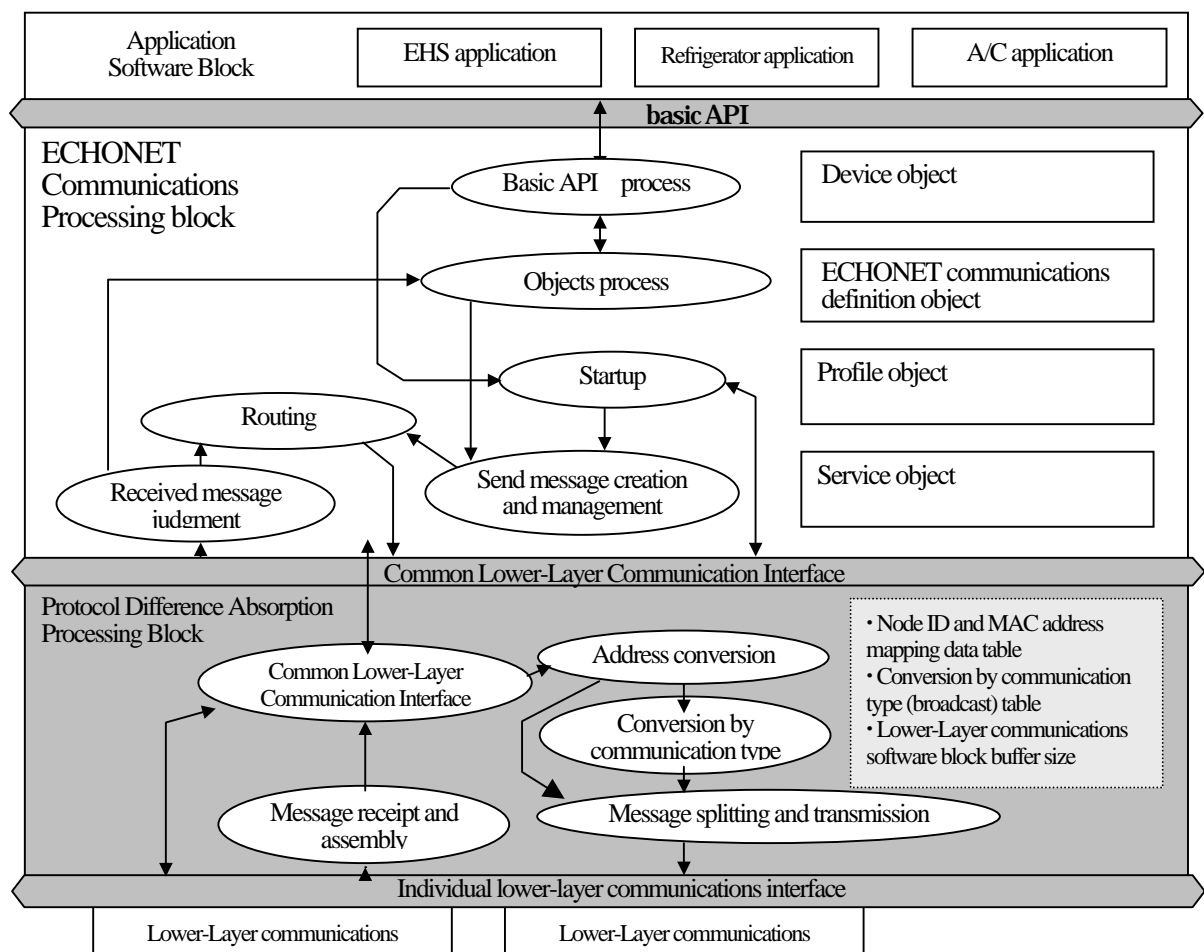 Application
Software Block
EHS application
Refrigerator application
A/C application
basic API
ECHONET
Communications
Processing block
Basic API process
Device object
Objects process
ECHONET communications
definition object
Startup
Profile object
Routing
Send message creation
and management
Service object
Received message
judgment
Common Lower-Layer Communication Interface
Protocol Difference Absorption
Processing Block
Common Lower-Layer
Communication Interface
Address conversion
・Node ID and MAC address
mapping data table
・Conversion by communication
type (broadcast) table
・Lower-Layer communications
software block buffer size
Conversion by
communication type
Message receipt and
assembly
Message splitting and transmission
Individual lower-layer communications interface
Lower-Layer communications
Lower-Layer communications